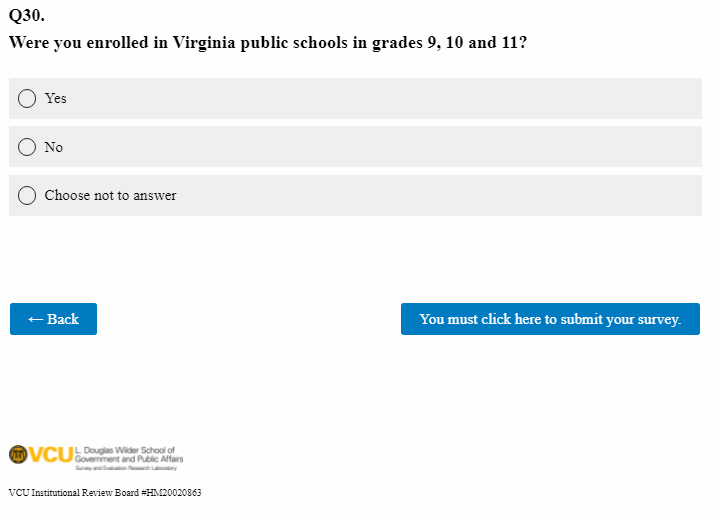 Q30.
Were you enrolled in Virginia public schools in grades 9, 10 and 11?
Yes
No
Choose not to answer
← Back
You must click here to submit your survey.
VCU
L. Douglas Wilder School of
Government and Public Affairs
Survey and Evaluation Research Laboratory
VCU Institutional Review Board #HM20020863